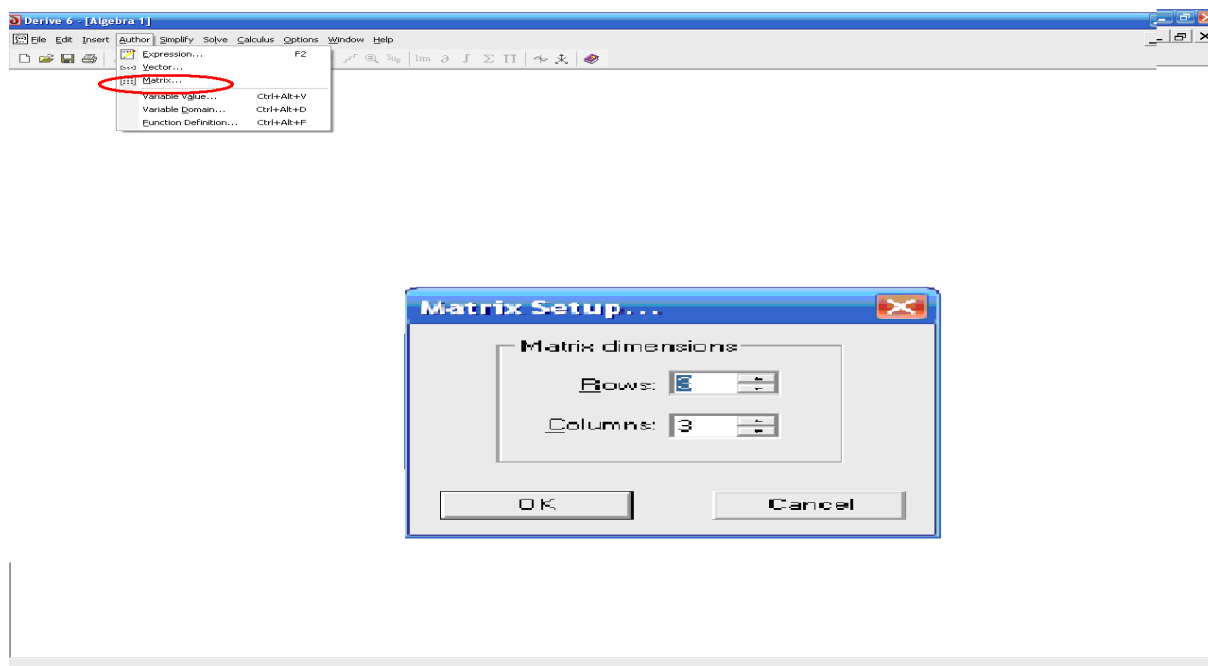 Derive 6 - [Algebra 1]
File Edit Insert Author Simplify Solve Calculus Options Window Help
Expression... F2
Vector...
Matrix...
Variable Value... Ctrl+Alt+V
Variable Domain... Ctrl+Alt+D
Function Definition... Ctrl+Alt+F
lim ∂ ∫ Σ Π
Matrix Setup...
Matrix dimensions
Rows:
Columns: 3
OK Cancel